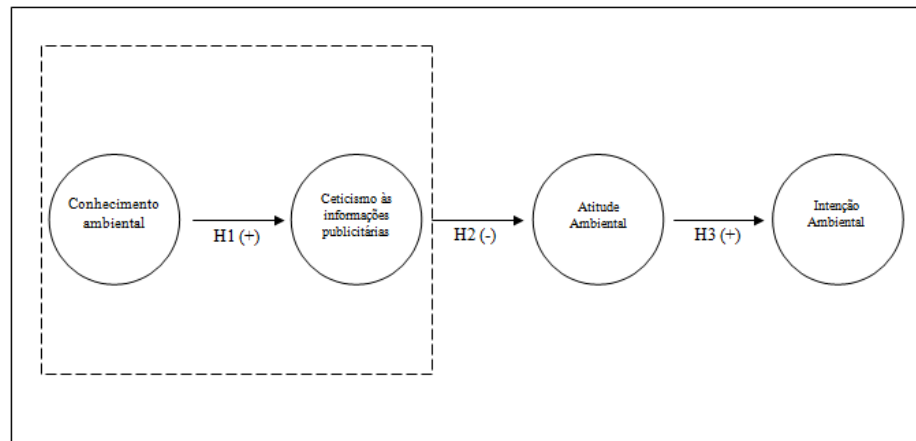 Conhecimento
ambiental
H1 (+)
Ceticismo às
informações
publicitárias
H2 (-)
Atitude
Ambiental
H3 (+)
Intenção
Ambiental